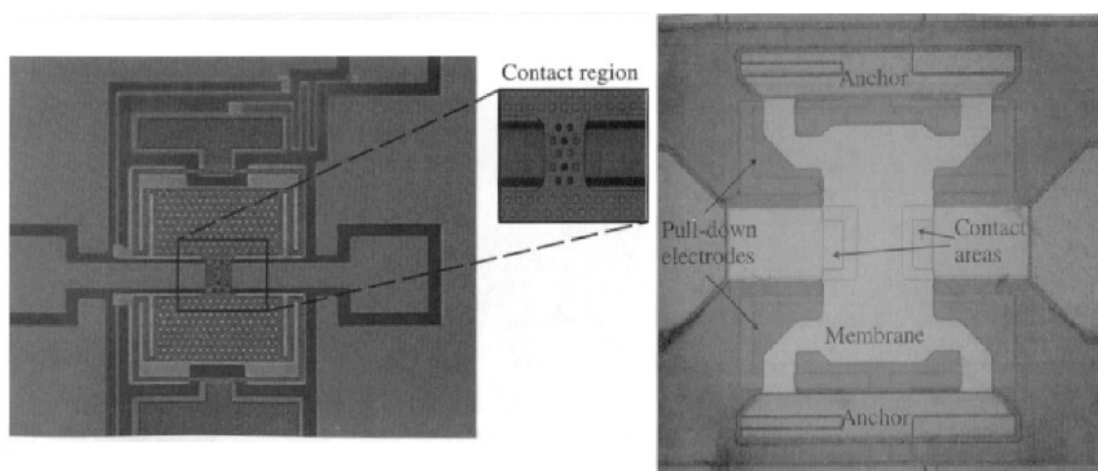 Contact region
Anchor
Pull-down
electrodes
Contact
areas
Membrane
Anchor